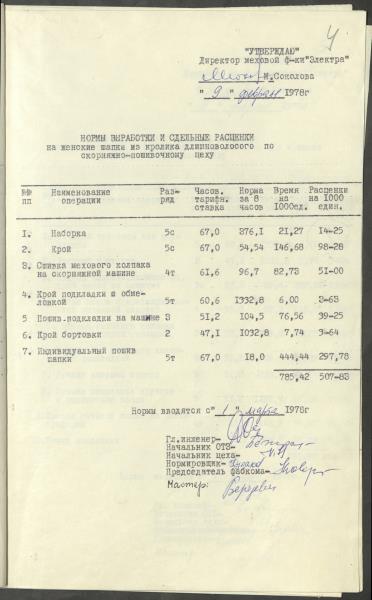 4
"УТВЕРЖДАЮ"
Директор меховой ф-ки"Электра"
М.Соколова
" 9 " февраля 1978г
НОРМЫ ВЫРАБОТКИ И СДЕЛЬНЫЕ РАСЦЕНКИ
на женские шапки из кролика длинноволосого по
скорняжно-пошивочному цеху
№№ пп Наименование операции Раз-ряд Часов. тарифн. ставка Норма за 8 часов Время на 1000ед. Расценки на 1000 един.
1. Наборка 5с 67,0 376,1 21,27 14-25
2. Крой 5с 67,0 54,54 146,68 98-28
3. Сшивка мехового колпака
на скорняжной машине 4т 61,6 96,7 82,73 51-00
4. Крой подкладки с обме-
ловкой 5т 60,6 1332,8 6,00 3-63
5 Пошив.подкладки на машине 3 51,2 104,5 76,56 39-25
6. Крой бортовки 2 47,1 1032,8 7,74 3-64
7. Индивидуальный пошив
шапки 5т 67,0 18,0 444,44 297,78
785,42 507-83
Нормы вводятся с" 1 " марта 1978г
Гл.инженер-
Начальник ОТЗ-
Начальник цеха-
Нормировщик-
Председатель фабкома-
Мастер: